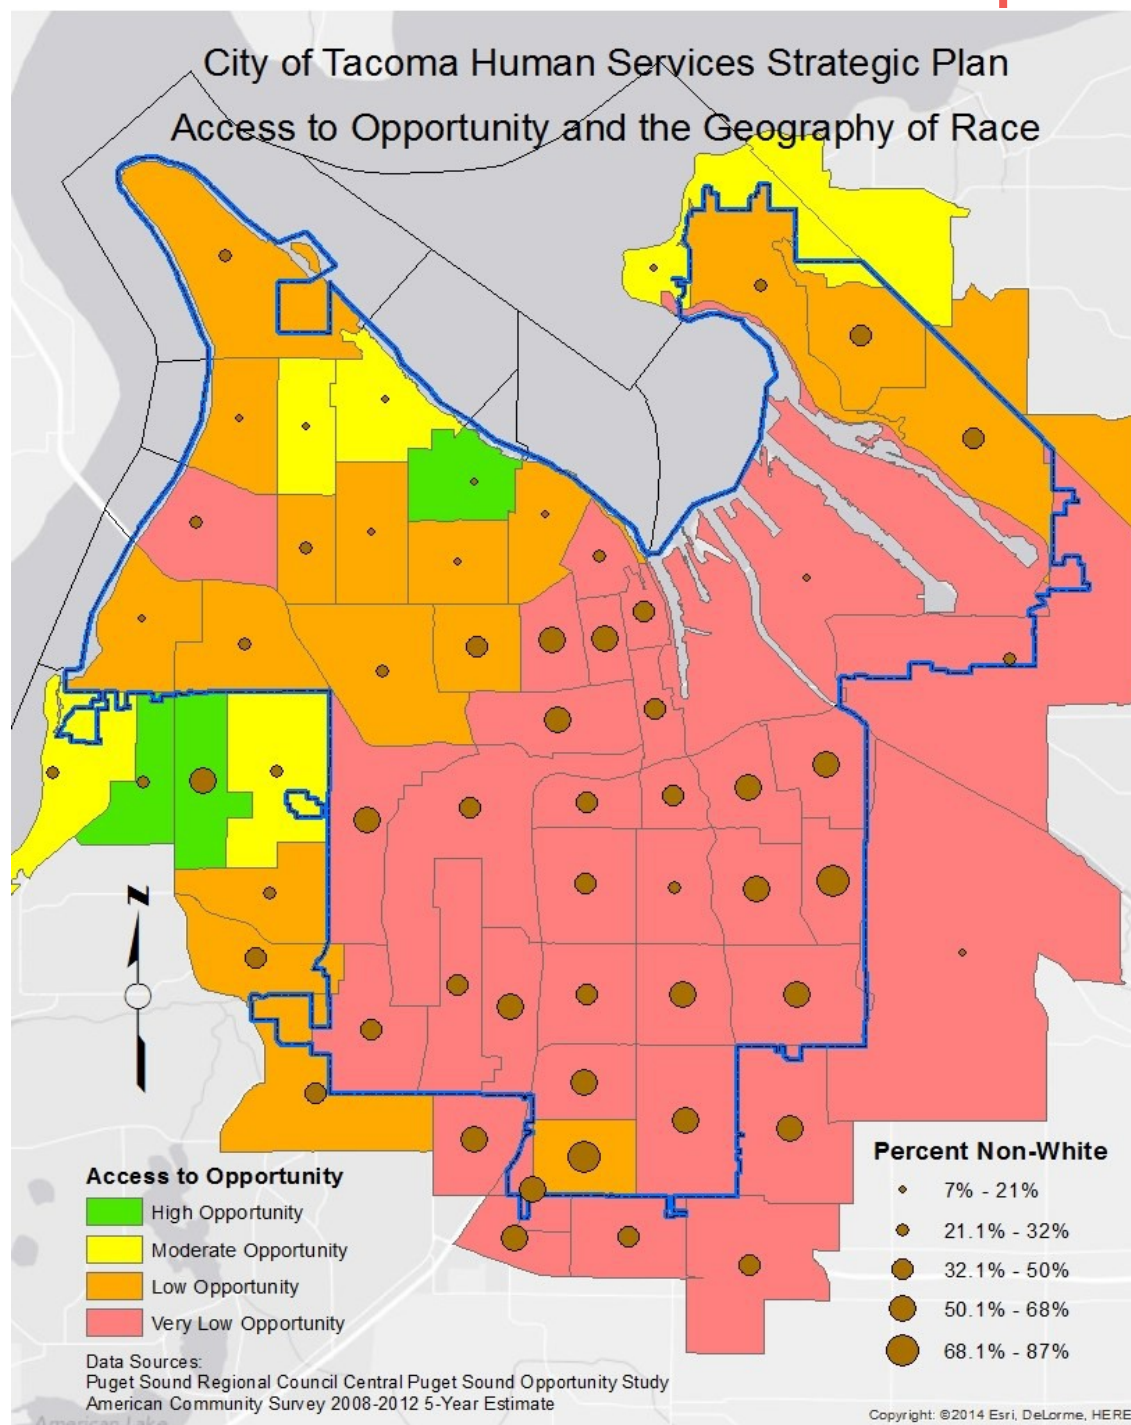 City of Tacoma Human Services Strategic Plan
Access to Opportunity and the Geography of Race
z
Access to Opportunity
High Opportunity
Moderate Opportunity
Low Opportunity
Very Low Opportunity
Data Sources:
Puget Sound Regional Council Central Puget Sound Opportunity Study
American Community Survey 2008-2012 5-Year Estimate
American Lake
Percent Non-White
7% - 21%
21.1% - 32%
32.1% - 50%
50.1% - 68%
68.1% - 87%
Copyright: ©2014 Esri, DeLorme, HERE